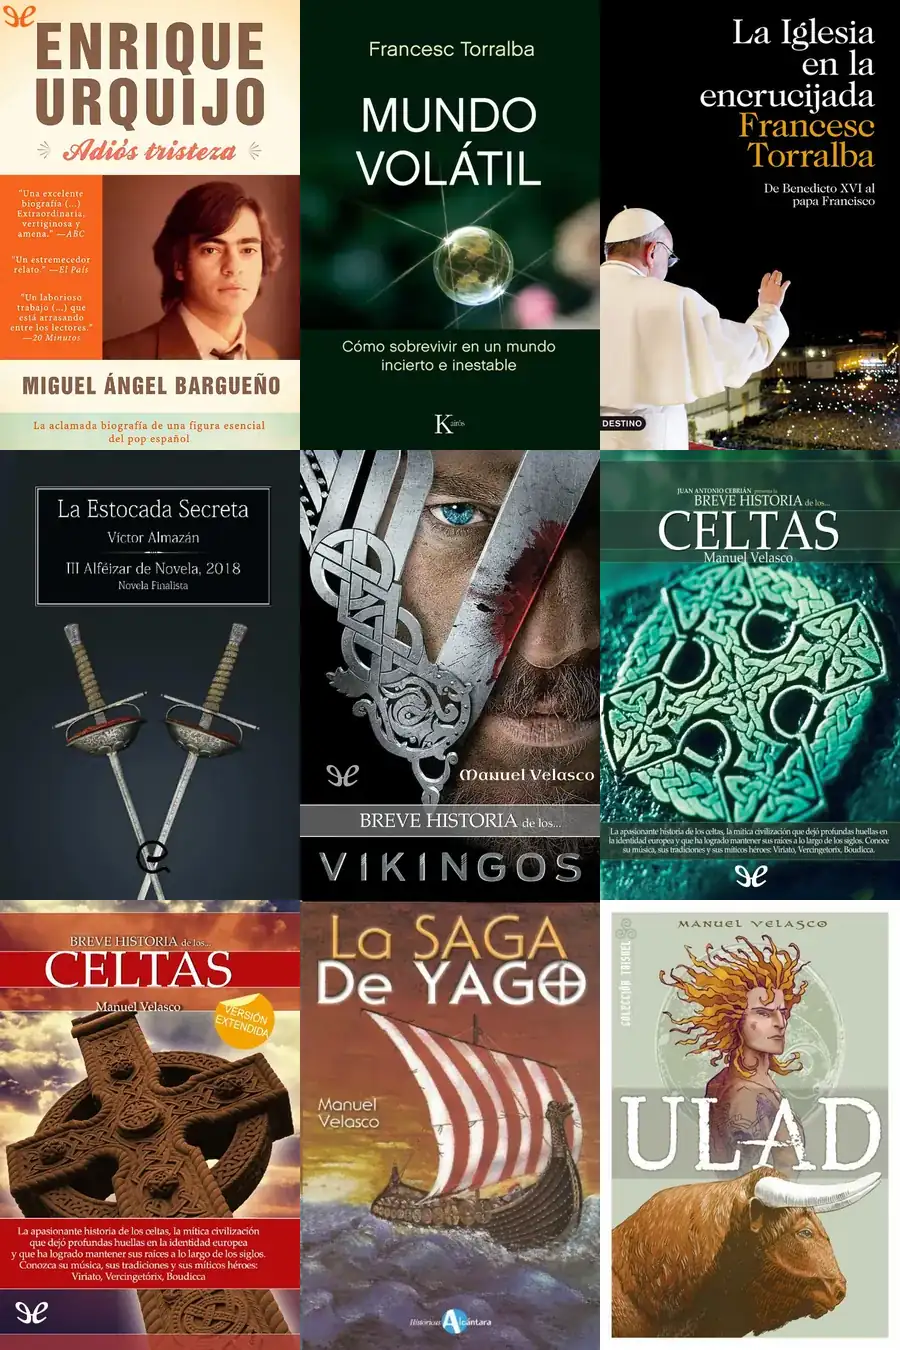 ENRIQUE
URQUIJO
Adiós tristeza
"Una excelente
biografía (...)
Extraordinaria,
vertiginosa y
amena." —ABC
"Un estremecedor
relato." —El País
"Un laborioso
trabajo (...) que
está arrasando
entre los lectores."
—20 Minutos
MIGUEL ÁNGEL BARGUEÑO
La aclamada biografía de una figura esencial
del pop español
Francesc Torralba
MUNDO
VOLÁTIL
Cómo sobrevivir en un mundo
incierto e inestable
Kairós
La Iglesia
en la
encrucijada
Francesc
Torralba
De Benedicto XVI al
papa Francisco
DESTINO
La Estocada Secreta
Víctor Almazán
III Alféizar de Novela, 2018
Novela Finalista
Manuel Velasco
BREVE HISTORIA de los...
VIKINGOS
JUAN ANTONIO CEBRIÁN presenta la
BREVE HISTORIA de los...
CELTAS
Manuel Velasco
La apasionante historia de los celtas, la mítica civilización que dejó profundas huellas en
la identidad europea y que ha logrado mantener sus raíces a lo largo de los siglos. Conoce
su música, sus tradiciones y sus míticos héroes: Viriato, Vercingetorix, Boudicca.
BREVE HISTORIA de los...
CELTAS
Manuel Velasco
VERSIÓN
EXTENDIDA
La apasionante historia de los celtas, la mítica civilización
que dejó profundas huellas en la identidad europea
y que ha logrado mantener sus raíces a lo largo de los siglos.
Conozca su música, sus tradiciones y sus míticos héroes:
Viriato, Vercingetórix, Boudicca
La SAGA
De YAGO
Manuel
Velasco
Históricas Alcántara
MANUEL VELASCO
COLECCIÓN TRISKEL
ULAD